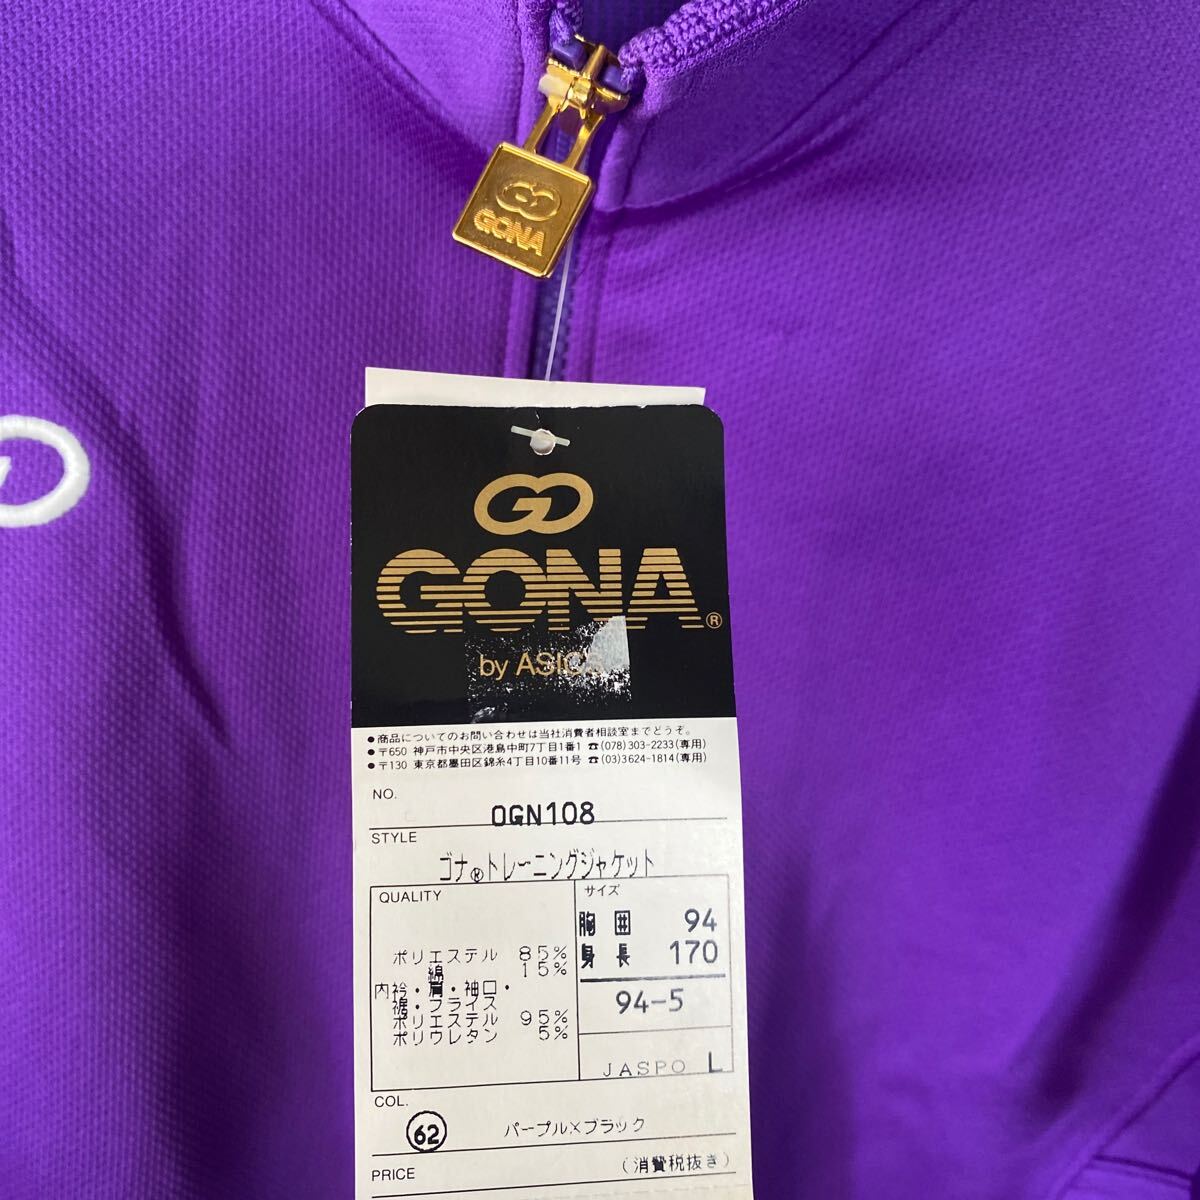 GONA
GONA®
by ASICS
●商品についてのお問い合わせは当社消費者相談室までどうぞ。
●〒650 神戸市中央区港島中町7丁目1番1 ☎(078)303-2233(専用)
●〒130 東京都墨田区錦糸4丁目10番11号 ☎(03)3624-1814(専用)
NO.
OGN108
STYLE
ゴナ®トレーニングジャケット
QUALITY
ポリエステル 85%
綿 15%
内衿・肩・袖口・
裾・フライス
ポリエステル 95%
ポリウレタン 5%
サイズ
胸囲 94
身長 170
94-5
JASPO L
COL.
62 パープル×ブラック
PRICE (消費税抜き)